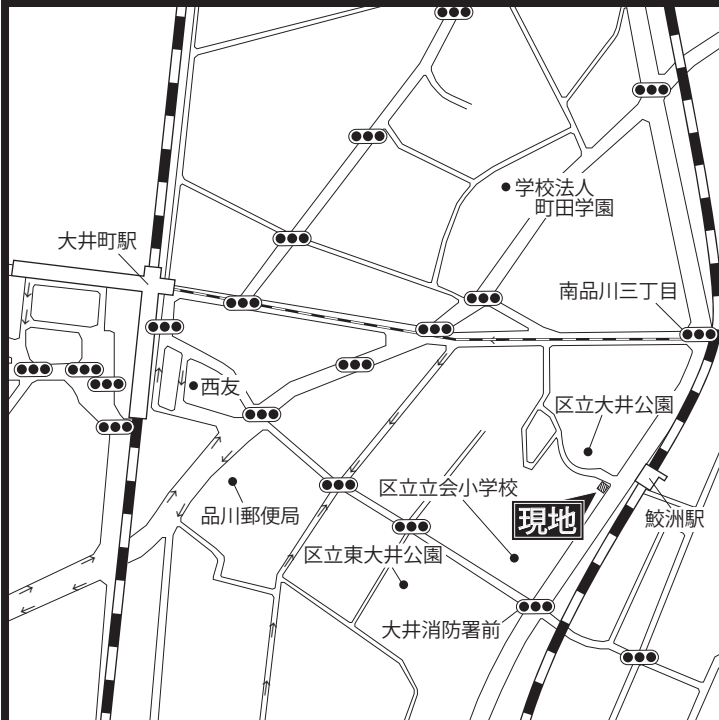 学校法人
町田学園
大井町駅
南品川三丁目
西友
区立大井公園
区立立会小学校
品川郵便局
現地
鮫洲駅
区立東大井公園
大井消防署前